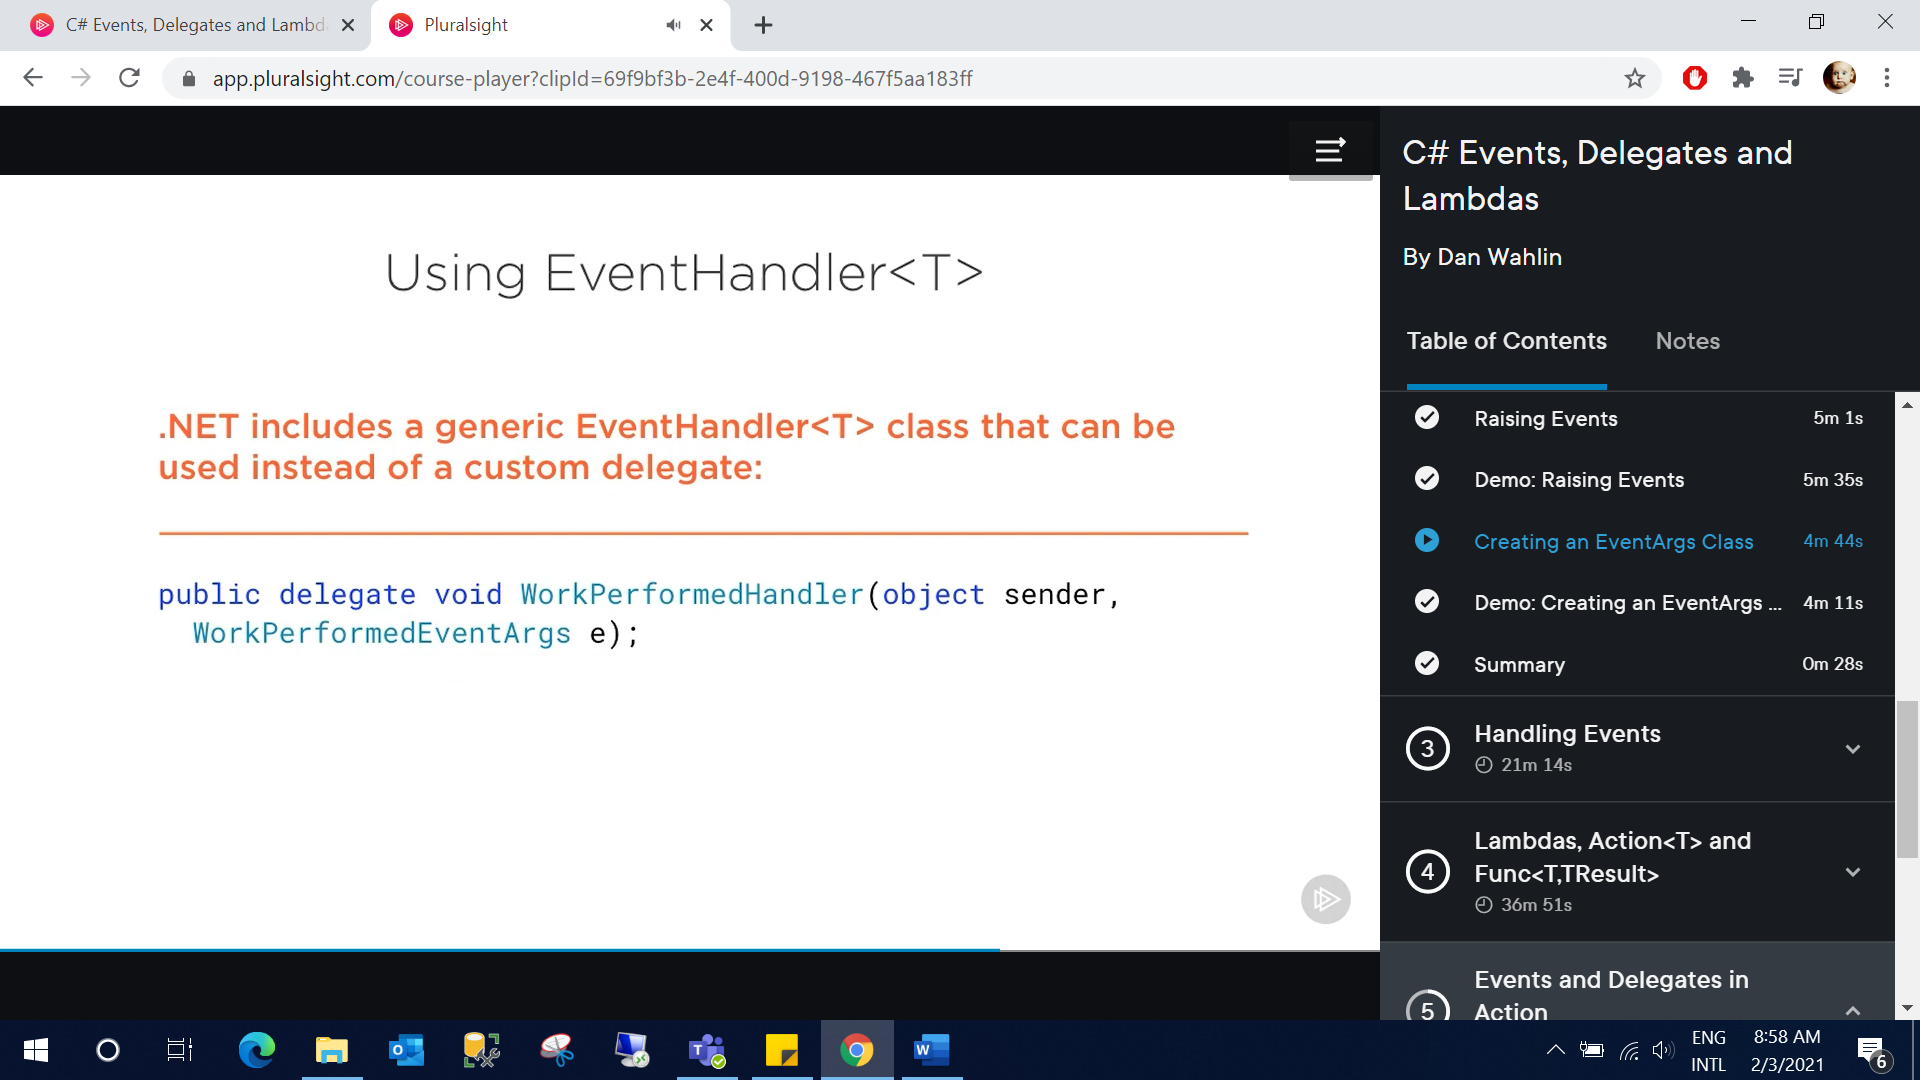 C# Events, Delegates and Lambd
Pluralsight
app.pluralsight.com/course-player?clipId=69f9bf3b-2e4f-400d-9198-467f5aa183ff
Using EventHandler<T>
.NET includes a generic EventHandler<T> class that can be
used instead of a custom delegate:
public delegate void WorkPerformedHandler(object sender,
WorkPerformedEventArgs e);
C# Events, Delegates and
Lambdas
By Dan Wahlin
Table of Contents
Notes
Raising Events 5m 1s
Demo: Raising Events 5m 35s
Creating an EventArgs Class 4m 44s
Demo: Creating an EventArgs ... 4m 11s
Summary 0m 28s
3 Handling Events
21m 14s
Lambdas, Action<T> and
4 Func<T,TResult>
36m 51s
Events and Delegates in
5 Action
ENG 8:58 AM
INTL 2/3/2021 6